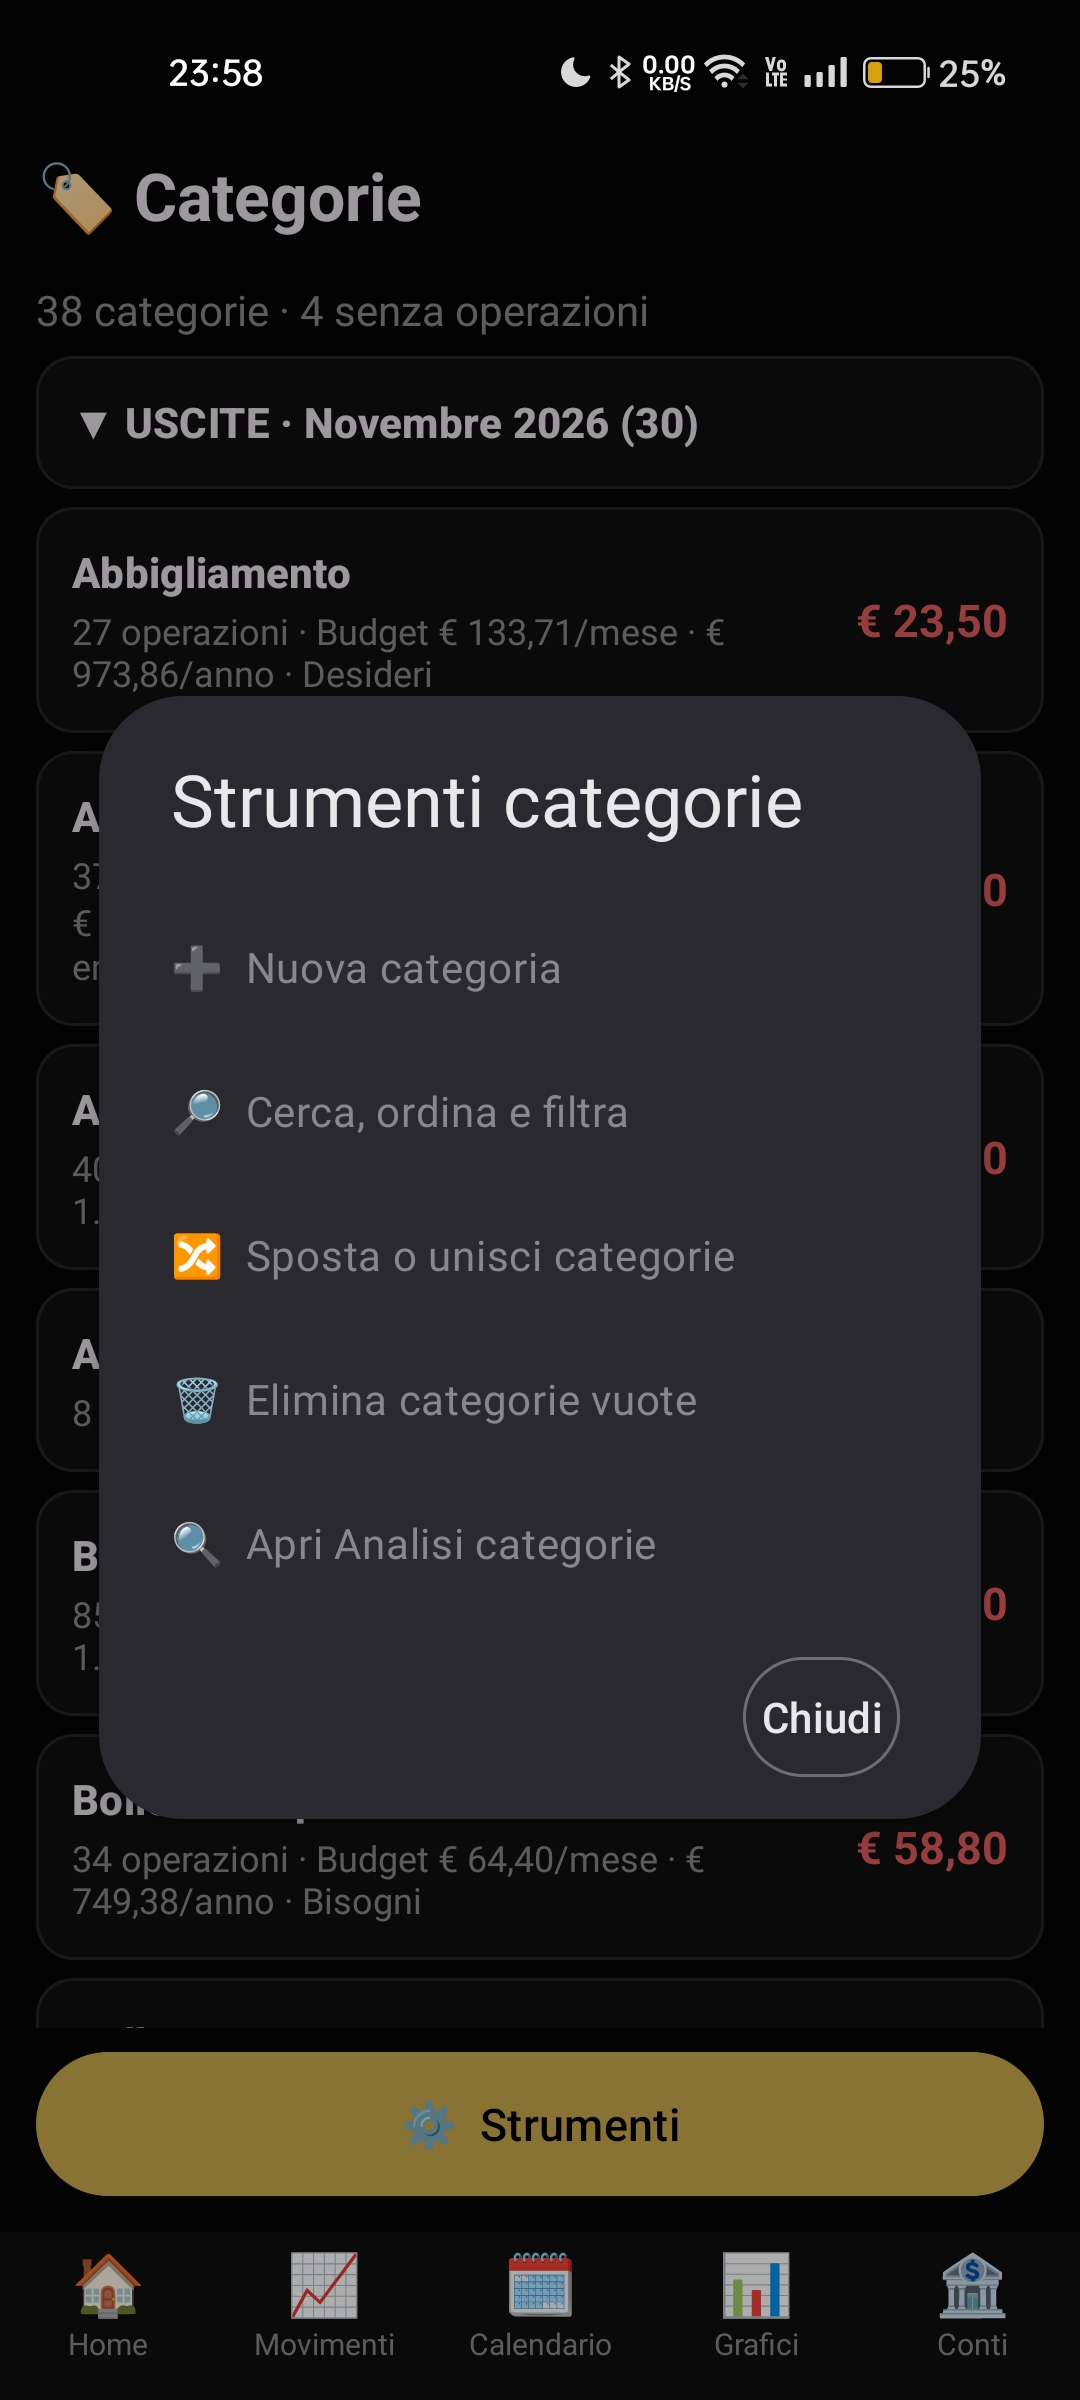 23:58
0.00 KB/S
Vo LTE
25%
Categorie
38 categorie · 4 senza operazioni
▼ USCITE · Novembre 2026 (30)
Abbigliamento
27 operazioni · Budget € 133,71/mese · €
973,86/anno · Desideri
€ 23,50
Strumenti categorie
Nuova categoria
Cerca, ordina e filtra
Sposta o unisci categorie
Elimina categorie vuote
Apri Analisi categorie
Chiudi
34 operazioni · Budget € 64,40/mese · €
749,38/anno · Bisogni
€ 58,80
Strumenti
Home
Movimenti
Calendario
Grafici
Conti